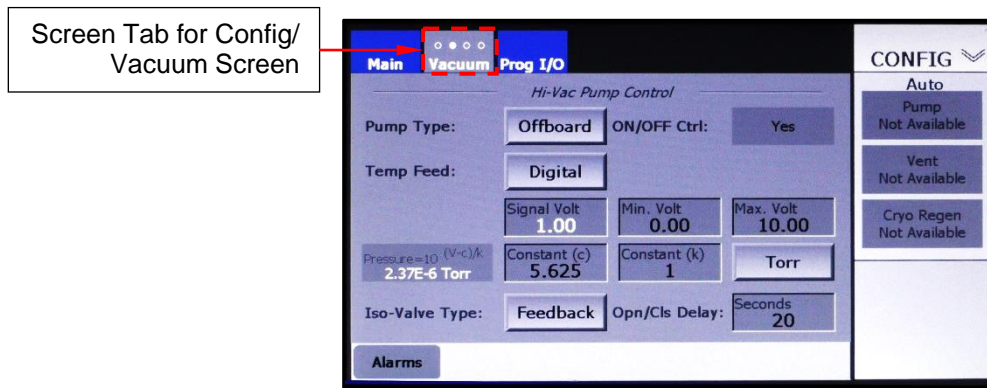 Screen Tab for Config/
Vacuum Screen
Main Vacuum Prog I/O
CONFIG
Hi-Vac Pump Control
Auto
Pump Type: Offboard ON/OFF Ctrl: Yes
Pump
Not Available
Temp Feed: Digital
Vent
Not Available
Signal Volt Min. Volt Max. Volt
1.00 0.00 10.00
Cryo Regen
Not Available
Pressure=10 (V-c)/k Constant (c) Constant (k) Torr
2.37E-6 Torr 5.625 1
Iso-Valve Type: Feedback Opn/Cls Delay: Seconds
20
Alarms